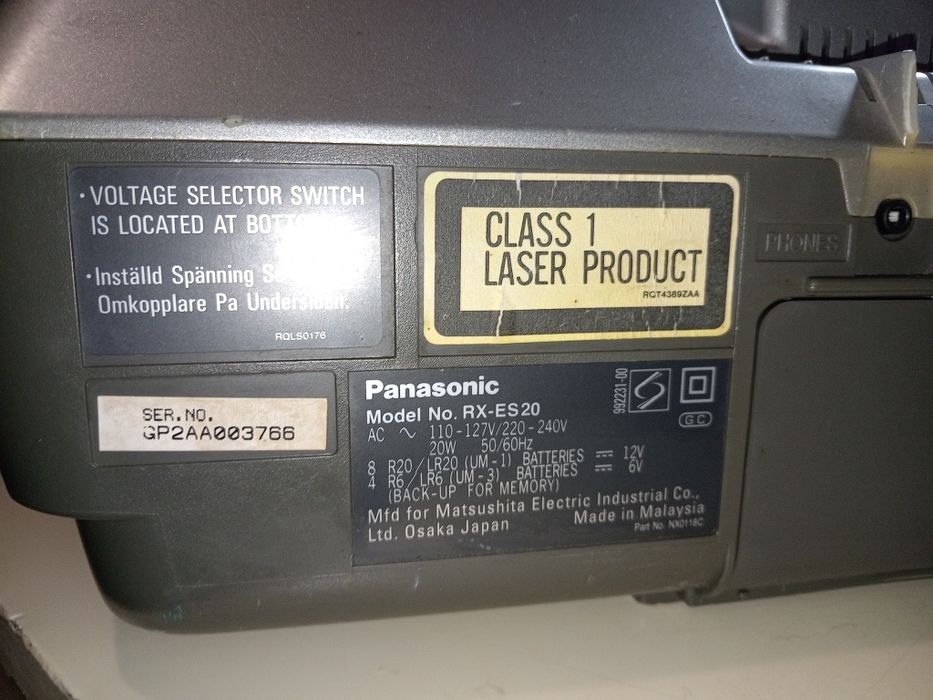 · VOLTAGE SELECTOR SWITCH
IS LOCATED AT
· Inställd Spänning
Omkopplare Pa Undersidan.
RQLS0176
CLASS 1
LASER PRODUCT
RQT4389ZAA
PHONES
SER.NO.
GP2AA003766
Panasonic
Model No. RX-ES20
AC ∼ 110-127V/220-240V
20W 50/60Hz
8 R20/LR20 (UM-1) BATTERIES ⎓ 12V
4 R6/LR6 (UM-3) BATTERIES ⎓ 6V
(BACK-UP FOR MEMORY)
Mfd for Matsushita Electric Industrial Co.,
Ltd. Osaka Japan Made in Malaysia
Part No. NX0118C
992231-00
S
GC